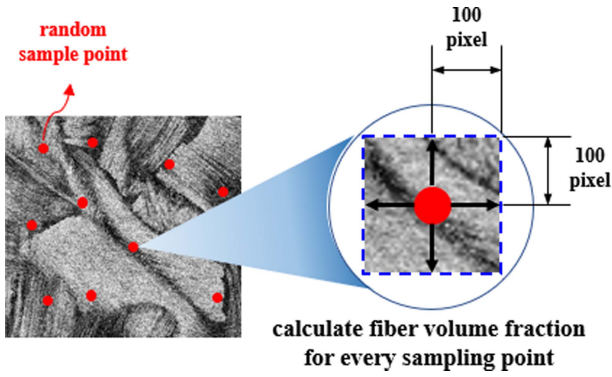 random
sample point
100
pixel
100
pixel
calculate fiber volume fraction
for every sampling point